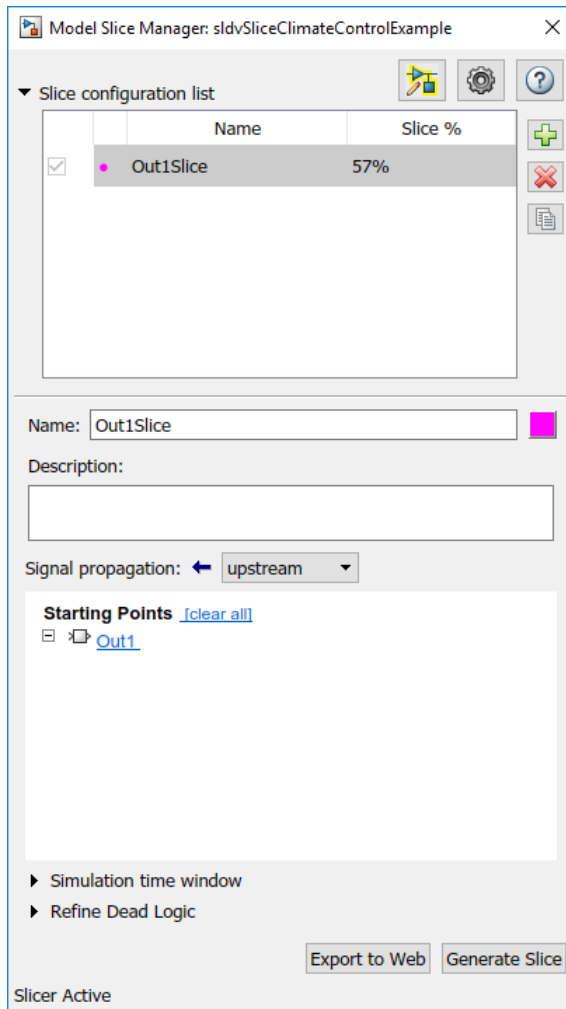 Model Slice Manager: sldvSliceClimateControlExample
Slice configuration list
Name Slice %
Out1Slice 57%
Name: Out1Slice
Description:
Signal propagation: upstream
Starting Points [clear all]
Out1
Simulation time window
Refine Dead Logic
Export to Web Generate Slice
Slicer Active